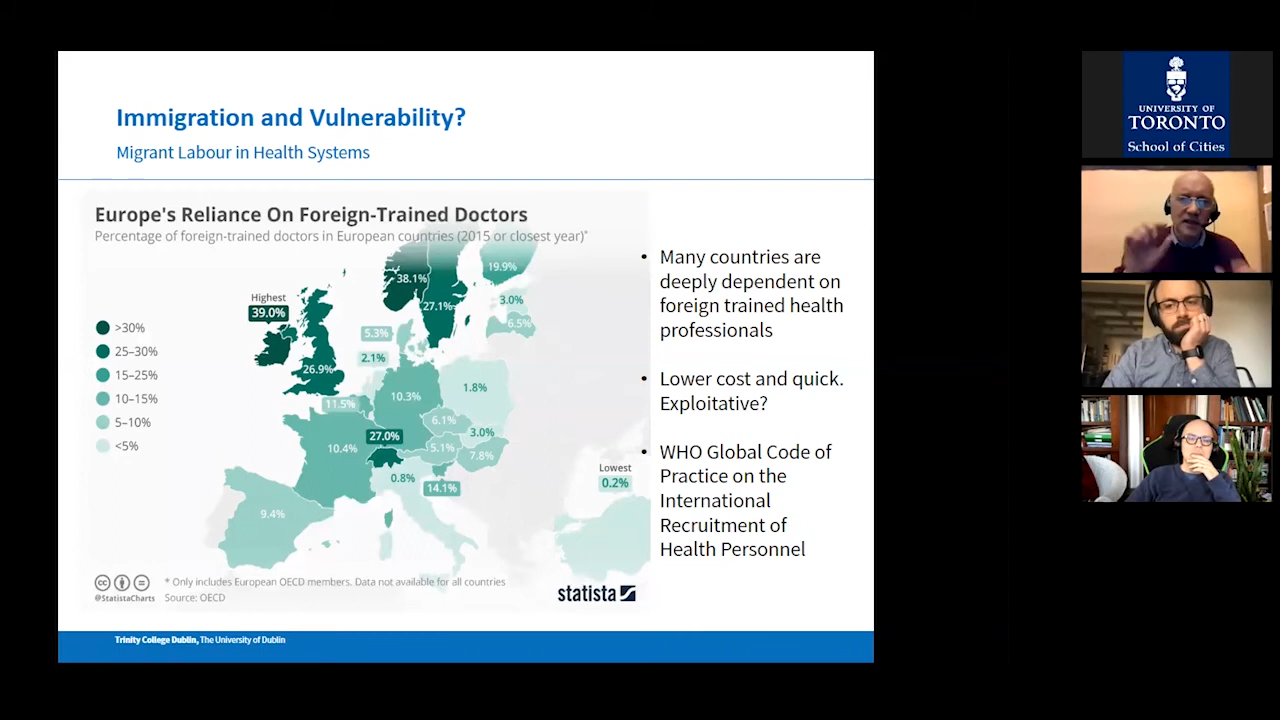 Immigration and Vulnerability?
Migrant Labour in Health Systems
Europe's Reliance On Foreign-Trained Doctors
Percentage of foreign-trained doctors in European countries (2015 or closest year)*
>30%
25–30%
15–25%
10–15%
5–10%
<5%
Highest
39.0%
38.1%
19.9%
27.1%
3.0%
6.5%
5.3%
2.1%
26.9%
11.5%
10.3%
1.8%
6.1%
27.0%
3.0%
10.4%
5.1%
7.8%
0.8%
14.1%
9.4%
Lowest
0.2%
* Only includes European OECD members. Data not available for all countries
@StatistaCharts
Source: OECD
statista
• Many countries are
deeply dependent on
foreign trained health
professionals
• Lower cost and quick.
Exploitative?
• WHO Global Code of
Practice on the
International
Recruitment of
Health Personnel
Trinity College Dublin, The University of Dublin
UNIVERSITY OF
TORONTO
School of Cities